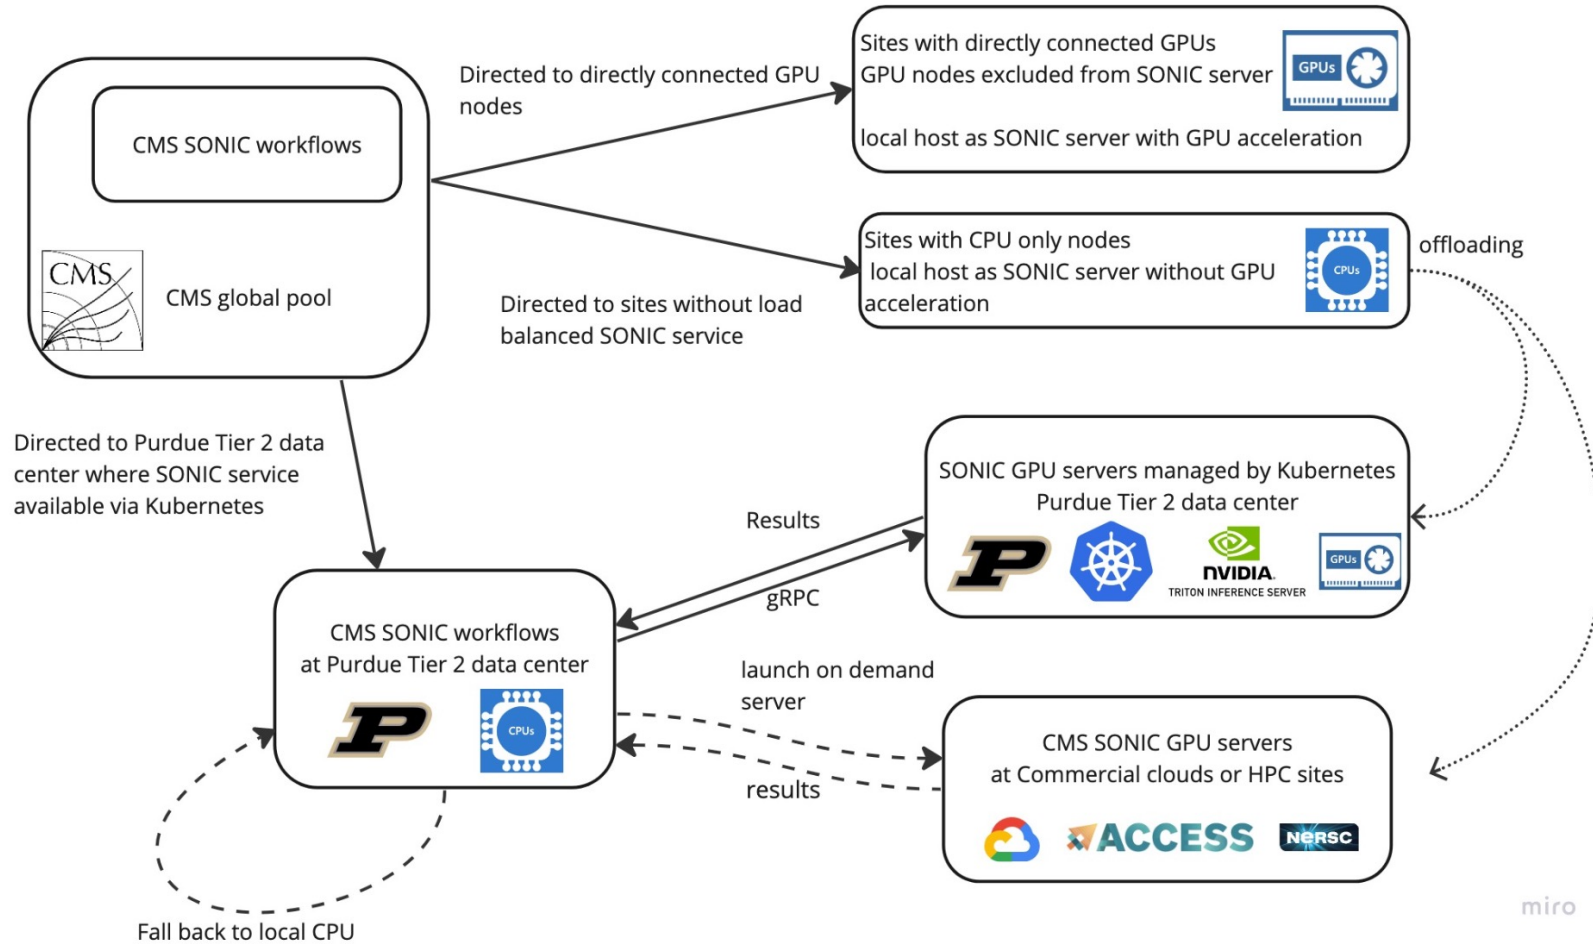 CMS SONIC workflows
CMS
CMS global pool
Directed to directly connected GPU
nodes
Sites with directly connected GPUs
GPU nodes excluded from SONIC server
GPUs
local host as SONIC server with GPU acceleration
Directed to sites without load
balanced SONIC service
Sites with CPU only nodes
local host as SONIC server without GPU
acceleration
CPUs
offloading
Directed to Purdue Tier 2 data
center where SONIC service
available via Kubernetes
SONIC GPU servers managed by Kubernetes
Purdue Tier 2 data center
P
NVIDIA.
TRITON INFERENCE SERVER
GPUs
Results
gRPC
CMS SONIC workflows
at Purdue Tier 2 data center
P
CPUs
launch on demand
server
results
CMS SONIC GPU servers
at Commercial clouds or HPC sites
ACCESS
NERSC
Fall back to local CPU
miro